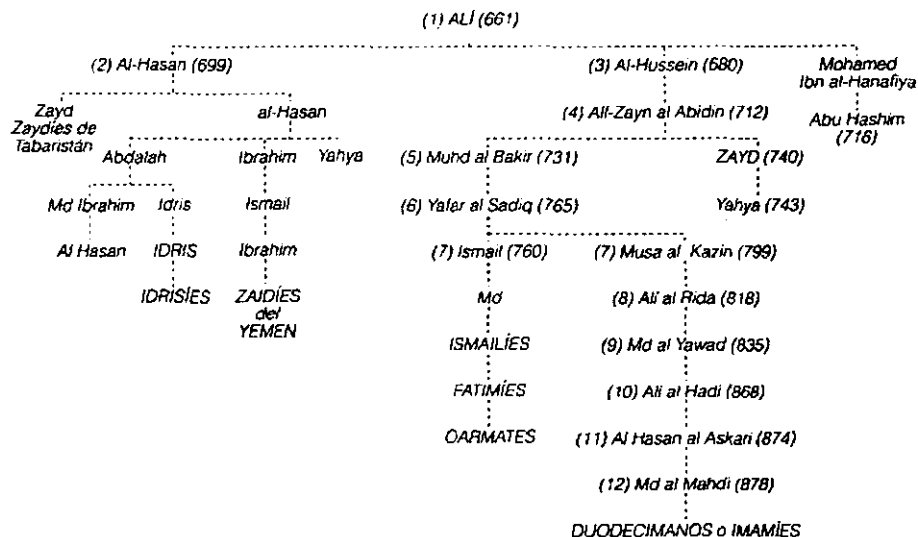 (1) ALÍ (661)
(2) Al-Hasan (699) (3) Al-Hussein (680) Mohamed
Ibn al-Hanafiya
Zayd al-Hasan (4) Alí-Zayn al Abidin (712) Abu Hashim
Zaydíes de (716)
Tabaristán
Abdalah Ibrahim Yahya (5) Muhd al Bakir (731) ZAYD (740)
Md Ibrahim Idris Ismail (6) Yafar al Sadiq (765) Yahya (743)
Al Hasan IDRIS Ibrahim (7) Ismail (760) (7) Musa al Kazin (799)
IDRISÍES ZAIDÍES Md (8) Alí al Rida (818)
del
YEMEN
ISMAILÍES (9) Md al Yawad (835)
FATIMÍES (10) Ali al Hadi (868)
OARMATES (11) Al Hasan al Askari (874)
(12) Md al Mahdi (878)
DUODECIMANOS o IMAMÍES